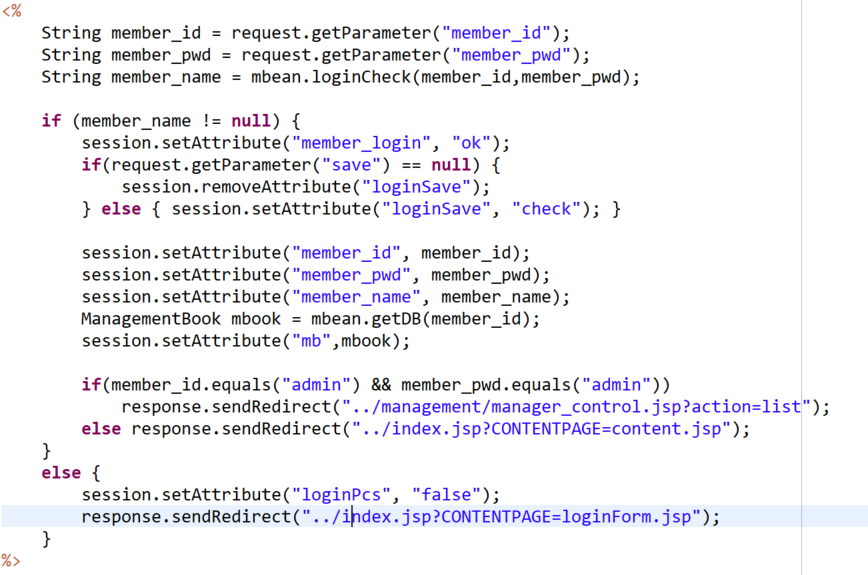 <%
    String member_id = request.getParameter("member_id");
    String member_pwd = request.getParameter("member_pwd");
    String member_name = mbean.loginCheck(member_id,member_pwd);

    if (member_name != null) {
        session.setAttribute("member_login", "ok");
        if(request.getParameter("save") == null) {
            session.removeAttribute("loginSave");
        } else { session.setAttribute("loginSave", "check"); }

        session.setAttribute("member_id", member_id);
        session.setAttribute("member_pwd", member_pwd);
        session.setAttribute("member_name", member_name);
        ManagementBook mbook = mbean.getDB(member_id);
        session.setAttribute("mb",mbook);

        if(member_id.equals("admin") && member_pwd.equals("admin"))
            response.sendRedirect("../management/manager_control.jsp?action=list");
        else response.sendRedirect("../index.jsp?CONTENTPAGE=content.jsp");
    }
    else {
        session.setAttribute("loginPcs", "false");
        response.sendRedirect("../index.jsp?CONTENTPAGE=loginForm.jsp");
    }
%>